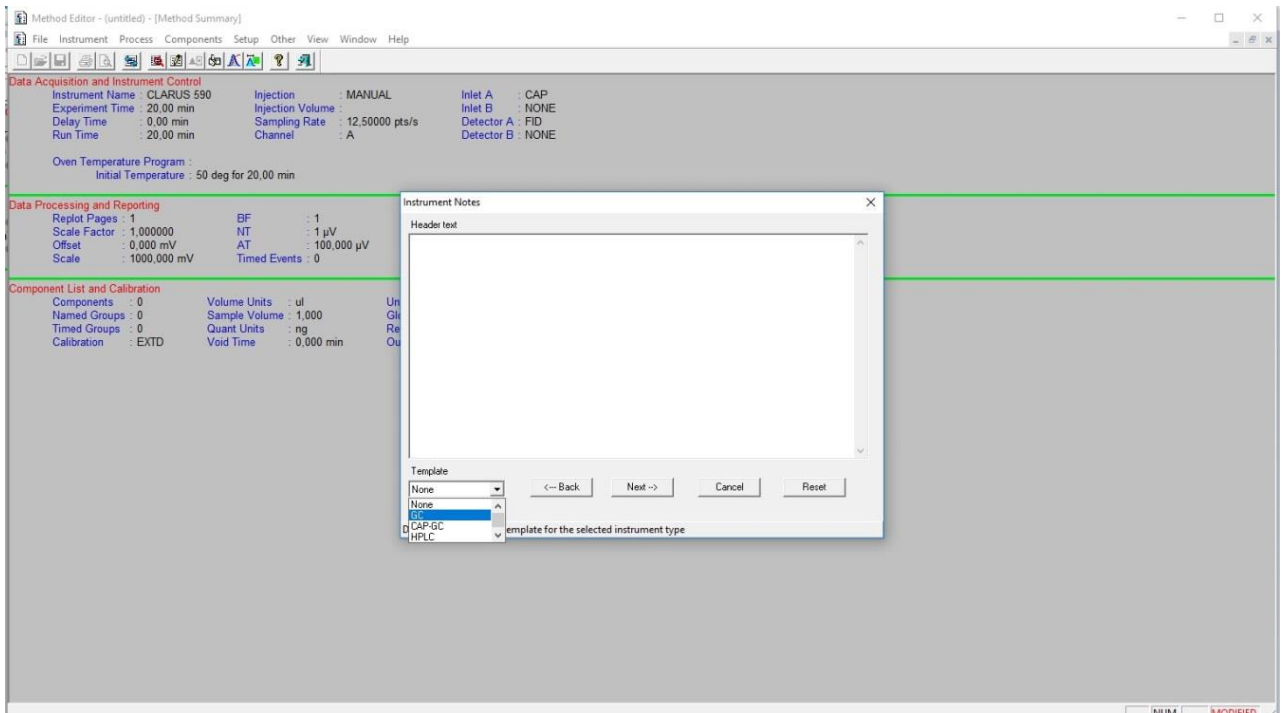 Method Editor - (untitled) - [Method Summary]
File Instrument Process Components Setup Other View Window Help
Data Acquisition and Instrument Control
Instrument Name : CLARUS 590 Injection : MANUAL Inlet A : CAP
Experiment Time : 20,00 min Injection Volume : Inlet B : NONE
Delay Time : 0,00 min Sampling Rate : 12,50000 pts/s Detector A : FID
Run Time : 20,00 min Channel : A Detector B : NONE
Oven Temperature Program :
Initial Temperature : 50 deg for 20,00 min
Data Processing and Reporting
Replot Pages : 1 BF : 1
Scale Factor : 1,000000 NT : 1 µV
Offset : 0,000 mV AT : 100,000 µV
Scale : 1000,000 mV Timed Events : 0
Component List and Calibration
Components : 0 Volume Units : ul Un
Named Groups : 0 Sample Volume : 1,000 Glo
Timed Groups : 0 Quant Units : ng Re
Calibration : EXTD Void Time : 0,000 min Ou
Instrument Notes
Header text
Template
None <--- Back Next --> Cancel Reset
None
GC
CAP-GC
HPLC
emplate for the selected instrument type
NUM MODIFIED